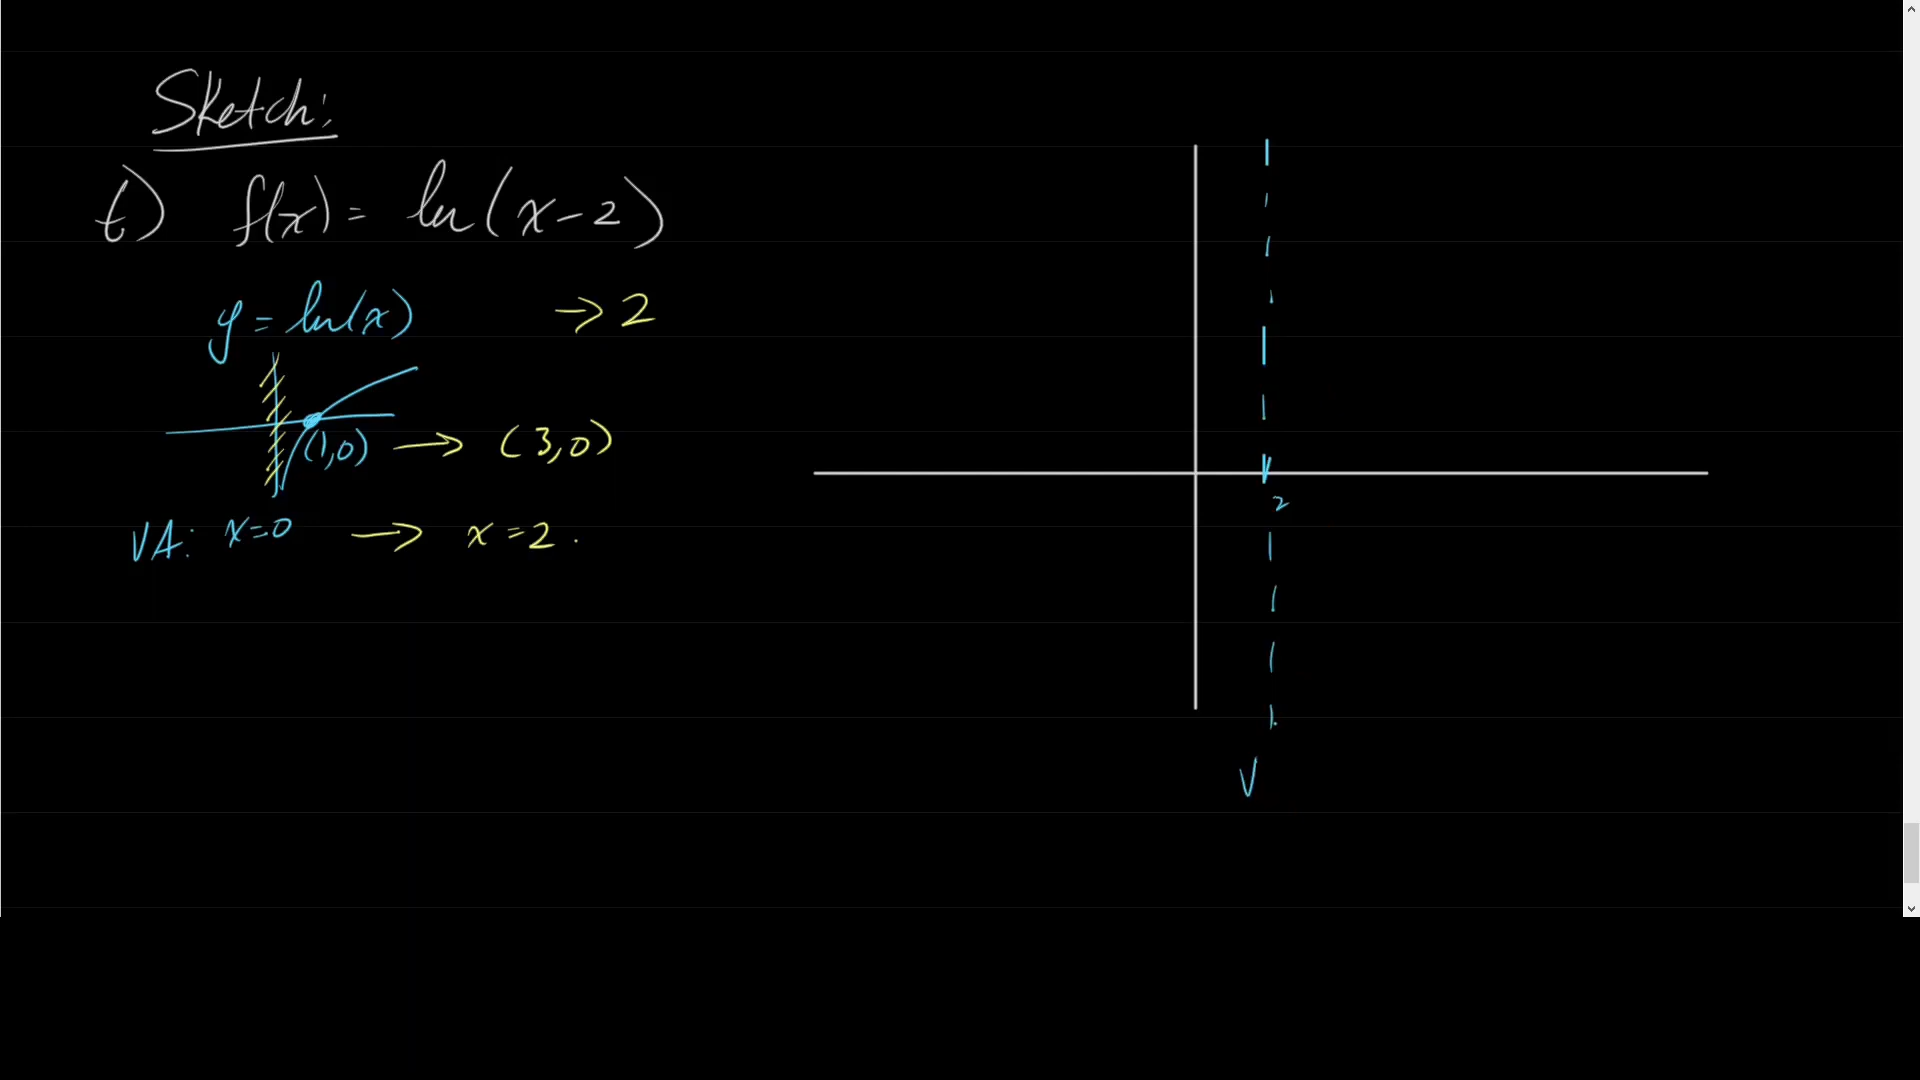 Sketch:
t) f(x) = ln(x-2)
y = ln(x) → 2
(1,0) → (3,0)
VA: x=0 → x=2.
2
V